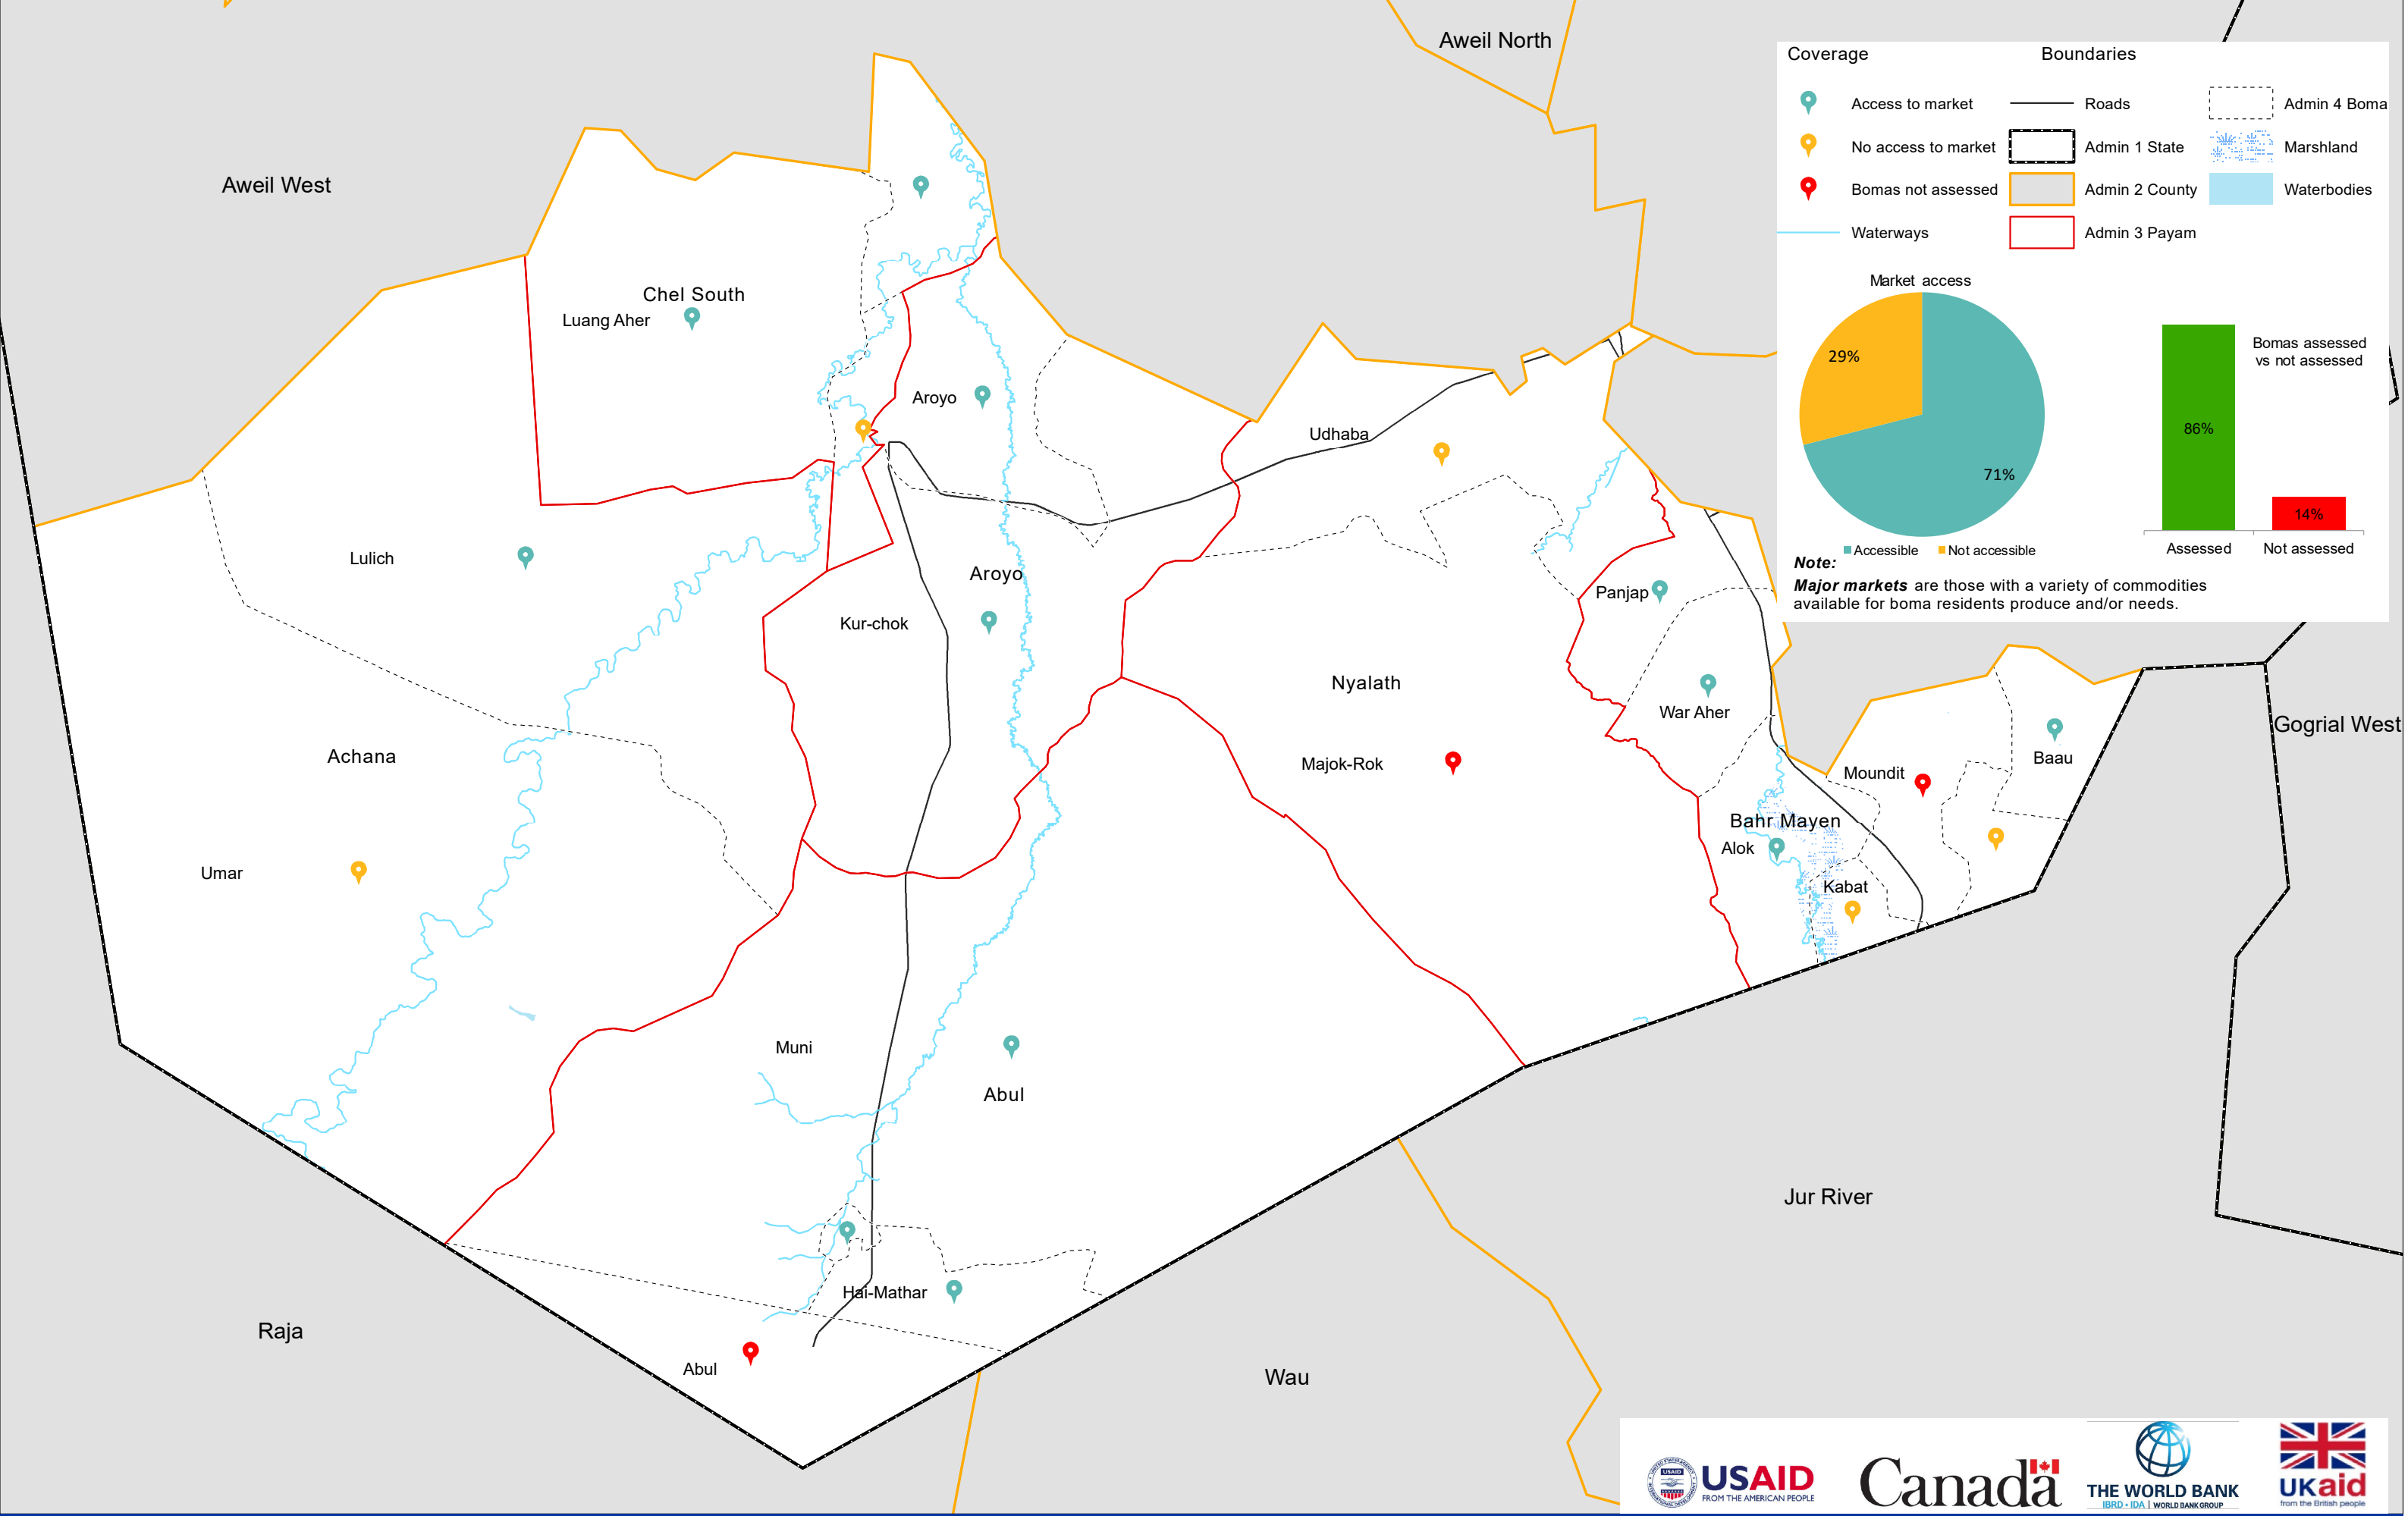 Aweil North
Aweil West
Coverage
Boundaries
Access to market
Roads
Admin 4 Boma
No access to market
Admin 1 State
Marshland
Bomas not assessed
Admin 2 County
Waterbodies
Waterways
Admin 3 Payam
Market access
29%
71%
Accessible
Not accessible
Bomas assessed
vs not assessed
86%
14%
Assessed
Not assessed
Note:
Major markets are those with a variety of commodities
available for boma residents produce and/or needs.
Chel South
Luang Aher
Aroyo
Udhaba
Lulich
Aroyo
Panjap
Kur-chok
Nyalath
War Aher
Gogrial West
Achana
Majok-Rok
Moundit
Baau
Bahr Mayen
Alok
Umar
Kabat
Muni
Abul
Jur River
Hai-Mathar
Raja
Abul
Wau
USAID
USAID
FROM THE AMERICAN PEOPLE
Canada
THE WORLD BANK
IBRD • IDA | WORLD BANK GROUP
UKaid
from the British people